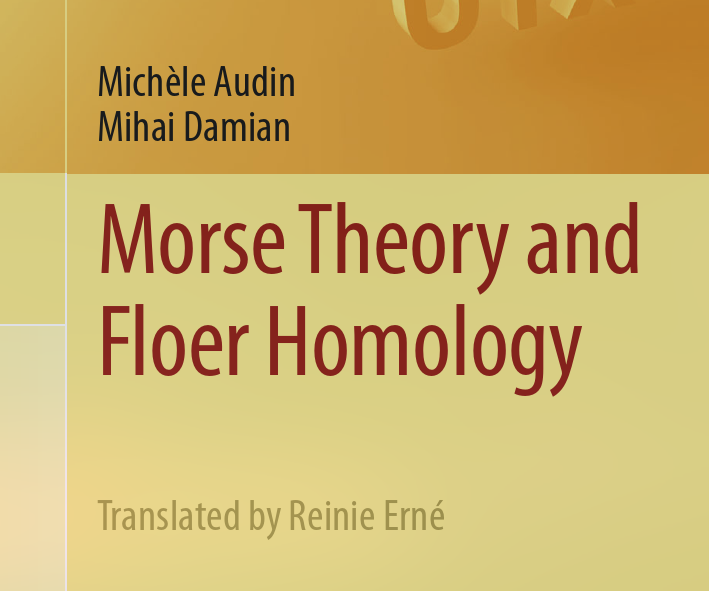 Michèle Audin
Mihai Damian
Morse Theory and
Floer Homology
Translated by Reinie Erné